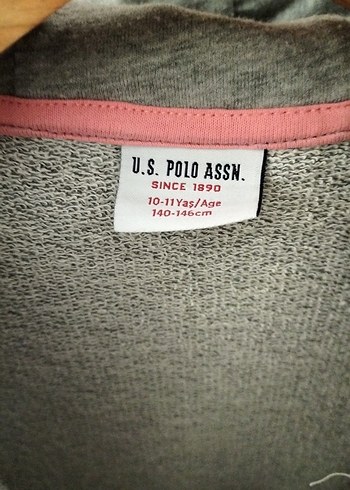 U.S. POLO ASSN.
SINCE 1890
10-11Yaş/Age
140-146cm